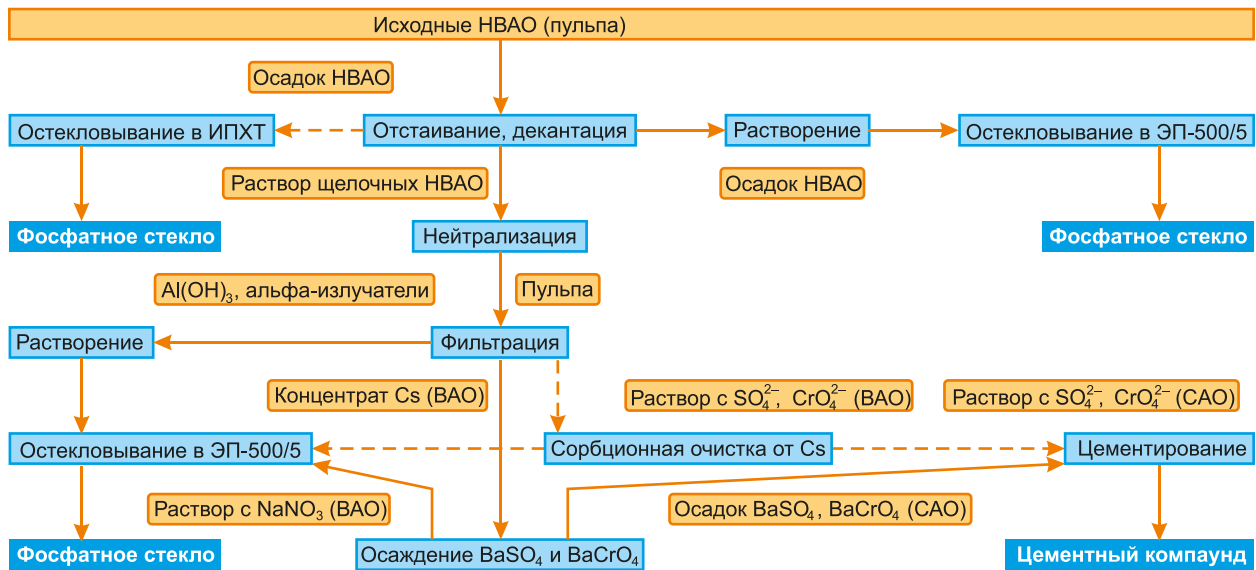 Исходные НВАО (пульпа)
Осадок НВАО
Остекловывание в ИПХТ
Отстаивание, декантация
Растворение
Остекловывание в ЭП-500/5
Раствор щелочных НВАО
Осадок НВАО
Фосфатное стекло
Нейтрализация
Фосфатное стекло
Al(OH)₃, альфа-излучатели
Пульпа
Растворение
Фильтрация
Концентрат Cs (ВАО)
Раствор с SO₄²⁻, CrO₄²⁻ (ВАО)
Раствор с SO₄²⁻, CrO₄²⁻ (САО)
Остекловывание в ЭП-500/5
Сорбционная очистка от Cs
Цементирование
Раствор с NaNO₃ (ВАО)
Осадок BaSO₄, BaCrO₄ (САО)
Фосфатное стекло
Осаждение BaSO₄ и BaCrO₄
Цементный компаунд